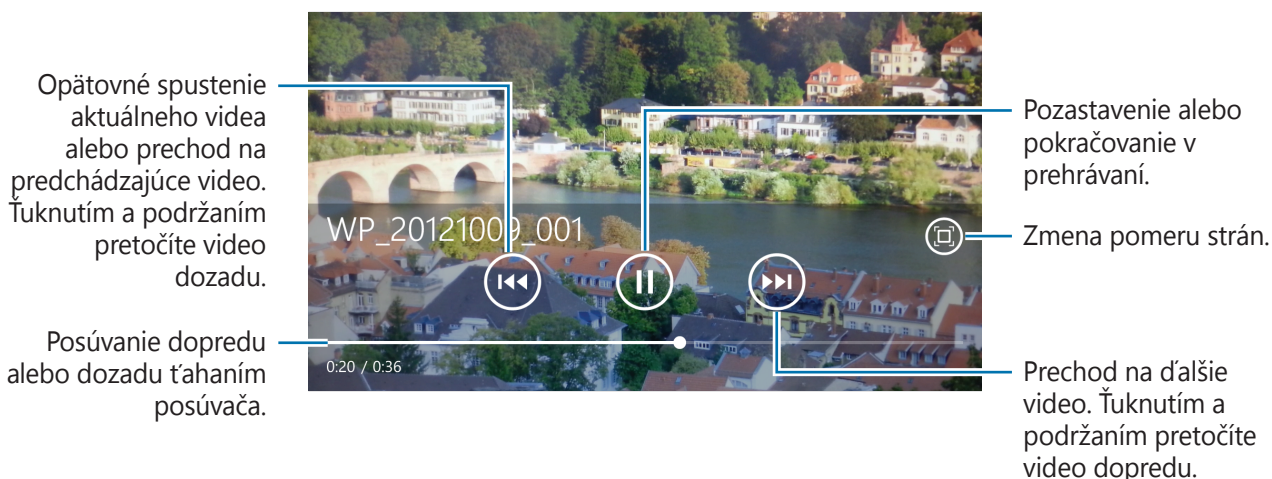 Opätovné spustenie
aktuálneho videa
alebo prechod na
predchádzajúce video.
Ťuknutím a podržaním
pretočíte video
dozadu.
Posúvanie dopredu
alebo dozadu ťahaním
posúvača.
WP_20121009_001
0:20 / 0:36
Pozastavenie alebo
pokračovanie v
prehrávaní.
Zmena pomeru strán.
Prechod na ďalšie
video. Ťuknutím a
podržaním pretočíte
video dopredu.